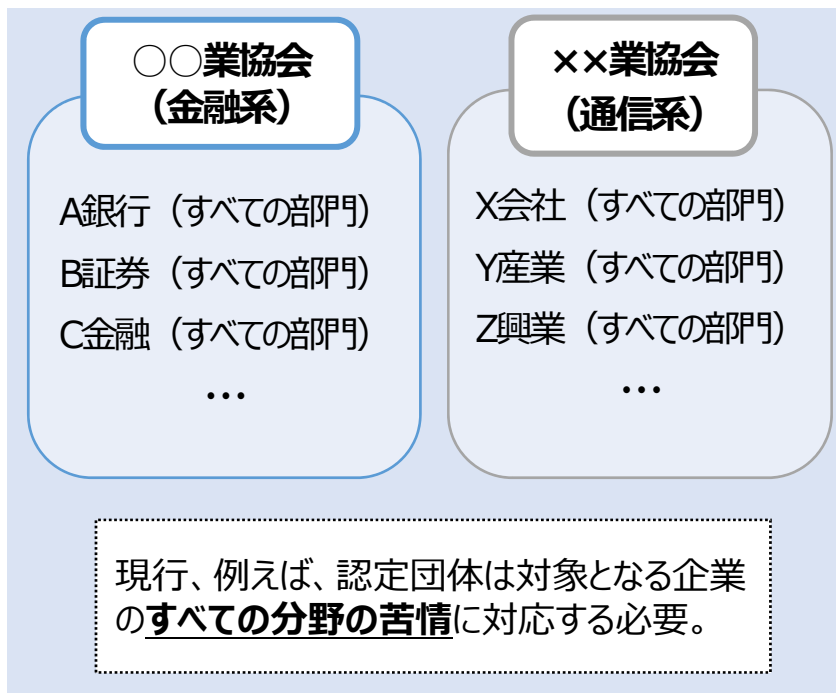 ○○業協会
（金融系）
A銀行（すべての部門）
B証券（すべての部門）
C金融（すべての部門）
…
××業協会
（通信系）
X会社（すべての部門）
Y産業（すべての部門）
Z興業（すべての部門）
…
現行、例えば、認定団体は対象となる企業
のすべての分野の苦情に対応する必要。